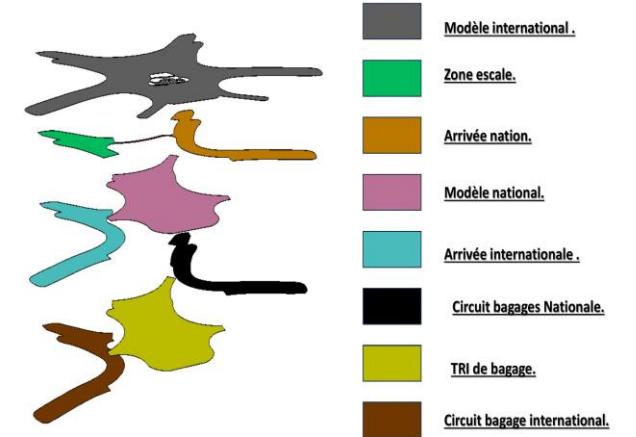 Modèle international .
Zone escale.
Arrivée nation.
Modèle national.
Arrivée internationale .
Circuit bagages Nationale.
TRI de bagage.
Circuit bagage international.